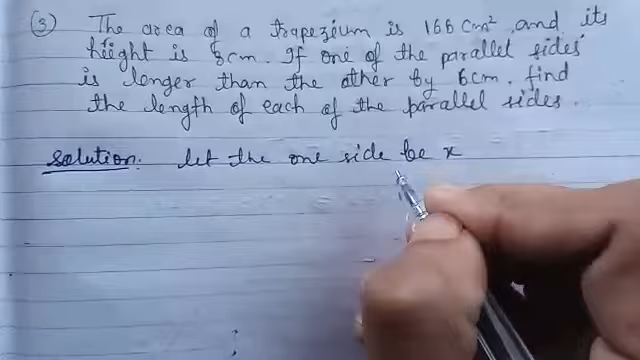 (3) The area of a trapezium is 168 cm², and its
height is 8cm. If one of the parallel sides
is longer than the other by 6cm. find
the length of each of the parallel sides.
solution. let the one side be x